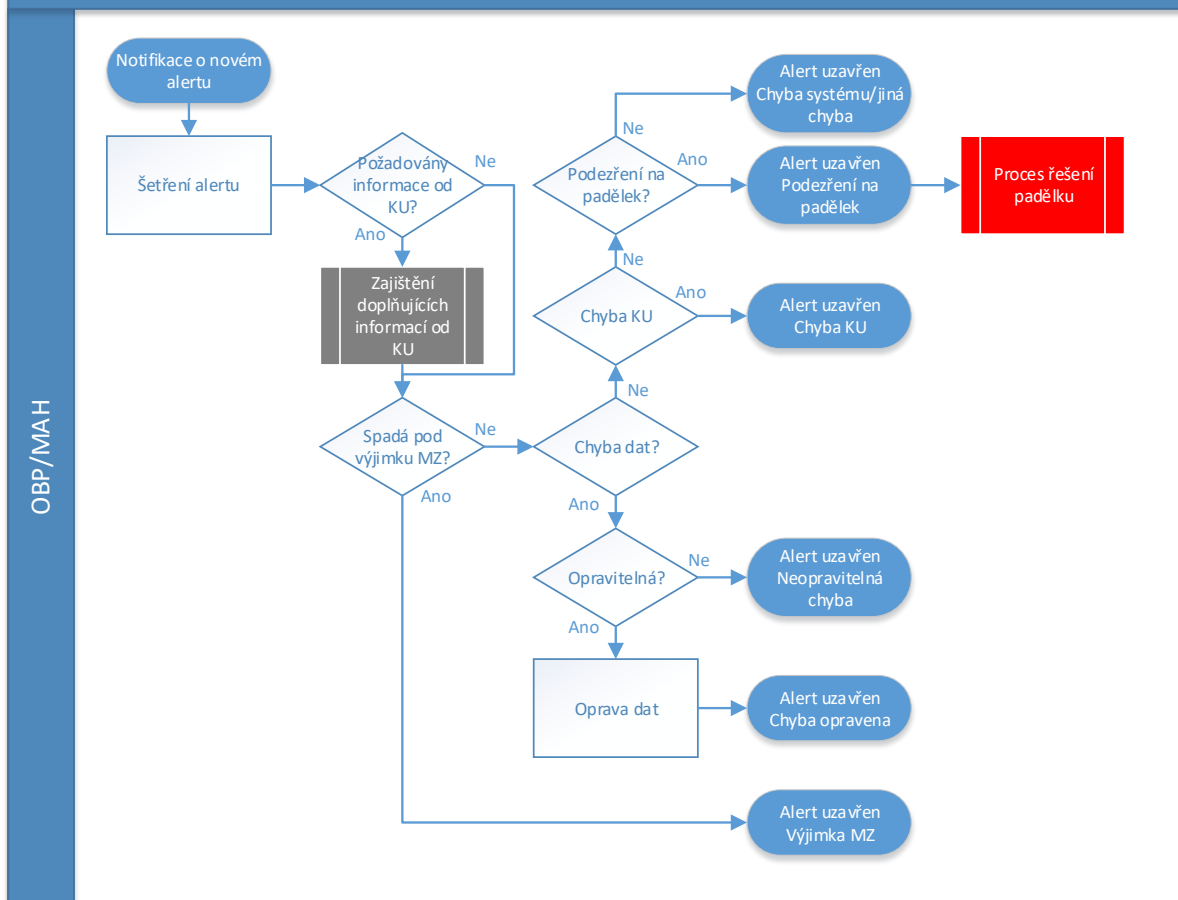 OBP/MAH
Notifikace o novém
alertu
Šetření alertu
Požadovány
informace od
KU?
Ne
Ano
Zajištění
doplňujících
informací od
KU
Spadá pod
výjimku MZ?
Ne
Ano
Chyba dat?
Ne
Ano
Chyba KU
Ne
Ano
Podezření na
padělek?
Ne
Ano
Alert uzavřen
Chyba systému/jiná
chyba
Alert uzavřen
Podezření na
padělek
Proces řešení
padělku
Alert uzavřen
Chyba KU
Opravitelná?
Ne
Ano
Alert uzavřen
Neopravitelná
chyba
Oprava dat
Alert uzavřen
Chyba opravena
Alert uzavřen
Výjimka MZ